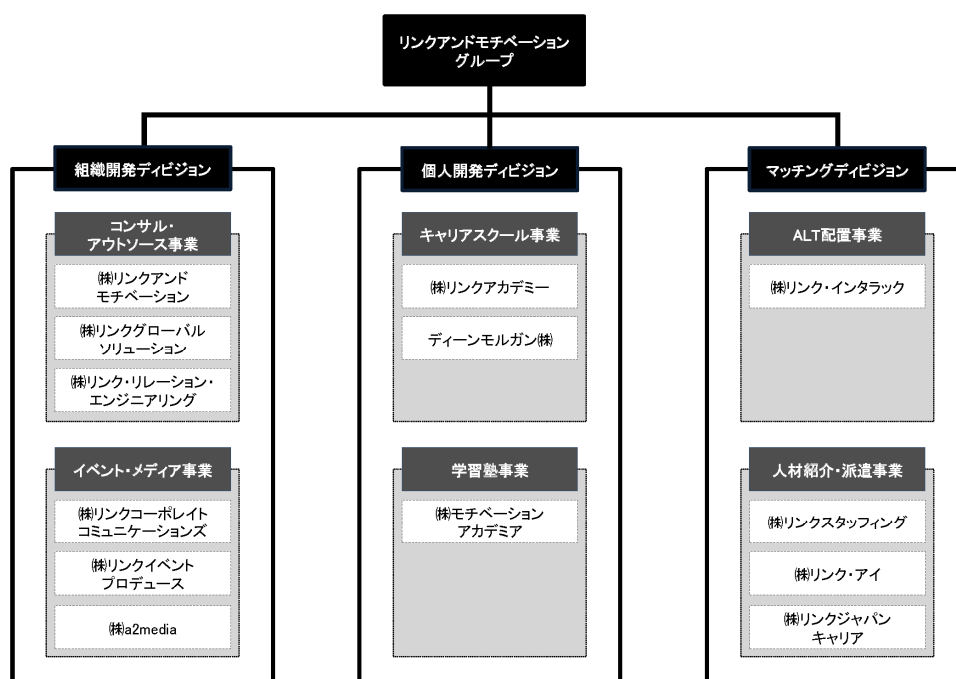 リンクアンドモチベーション
グループ
組織開発ディビジョン
コンサル・
アウトソース事業
㈱リンクアンド
モチベーション
㈱リンクグローバル
ソリューション
㈱リンク・リレーション・
エンジニアリング
イベント・メディア事業
㈱リンクコーポレイト
コミュニケーションズ
㈱リンクイベント
プロデュース
㈱a2media
個人開発ディビジョン
キャリアスクール事業
㈱リンクアカデミー
ディーンモルガン㈱
学習塾事業
㈱モチベーション
アカデミア
マッチングディビジョン
ALT配置事業
㈱リンク・インタラック
人材紹介・派遣事業
㈱リンクスタッフィング
㈱リンク・アイ
㈱リンクジャパン
キャリア